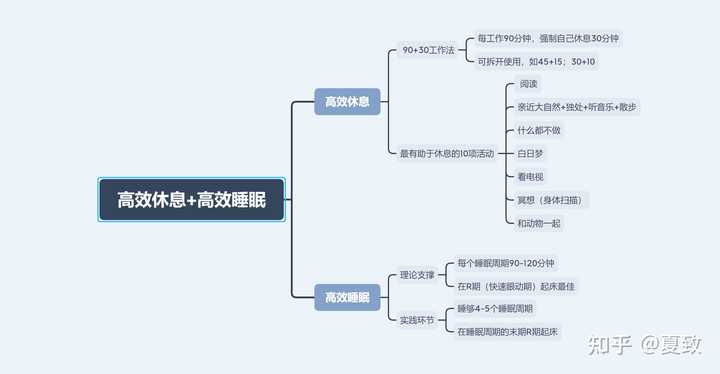 高效休息+高效睡眠
高效休息
90+30工作法
每工作90分钟，强制自己休息30分钟
可拆开使用，如45+15；30+10
最有助于休息的10项活动
阅读
亲近大自然+独处+听音乐+散步
什么都不做
白日梦
看电视
冥想（身体扫描）
和动物一起
高效睡眠
理论支撑
每个睡眠周期90-120分钟
在R期（快速眼动期）起床最佳
实践环节
睡够4-5个睡眠周期
在睡眠周期的末期R期起床
知乎 @夏致